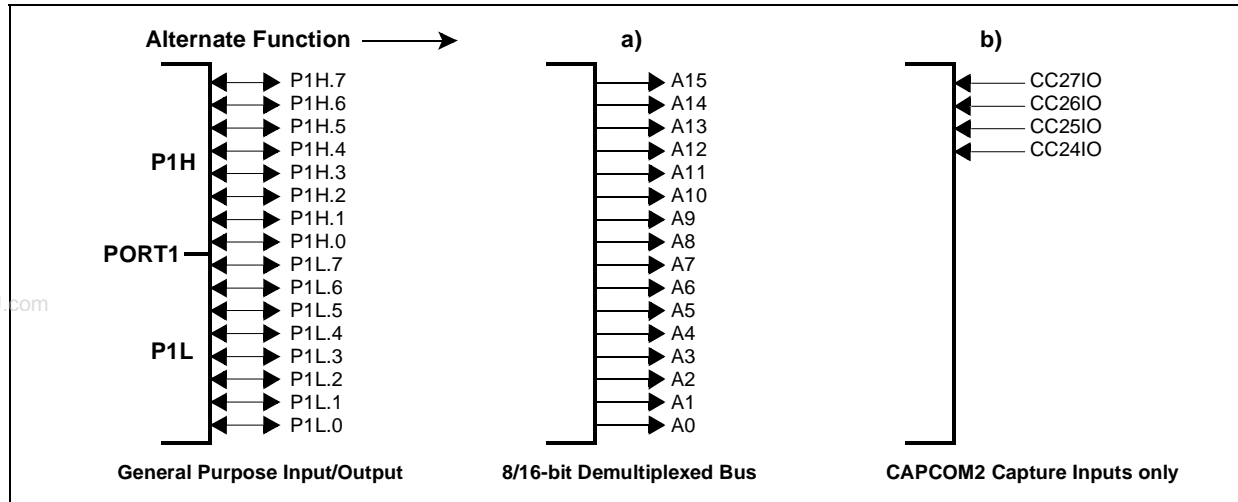 Alternate Function a) b)
P1H.7 A15 CC27IO
P1H.6 A14 CC26IO
P1H.5 A13 CC25IO
P1H.4 A12 CC24IO
P1H
P1H.3 A11
P1H.2 A10
P1H.1 A9
P1H.0 A8
PORT1
P1L.7 A7
P1L.6 A6
.com
P1L.5 A5
P1L.4 A4
P1L
P1L.3 A3
P1L.2 A2
P1L.1 A1
P1L.0 A0
General Purpose Input/Output 8/16-bit Demultiplexed Bus CAPCOM2 Capture Inputs only